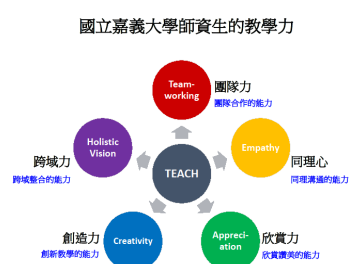 國立嘉義大學師資生的教學力
Team-
working
團隊力
團隊合作的能力
Holistic
Vision
跨域力
跨域整合的能力
TEACH
Empathy
同理心
同理溝通的能力
創造力
創新教學的能力
Creativity
Appreci-
ation
欣賞力
欣賞讚美的能力